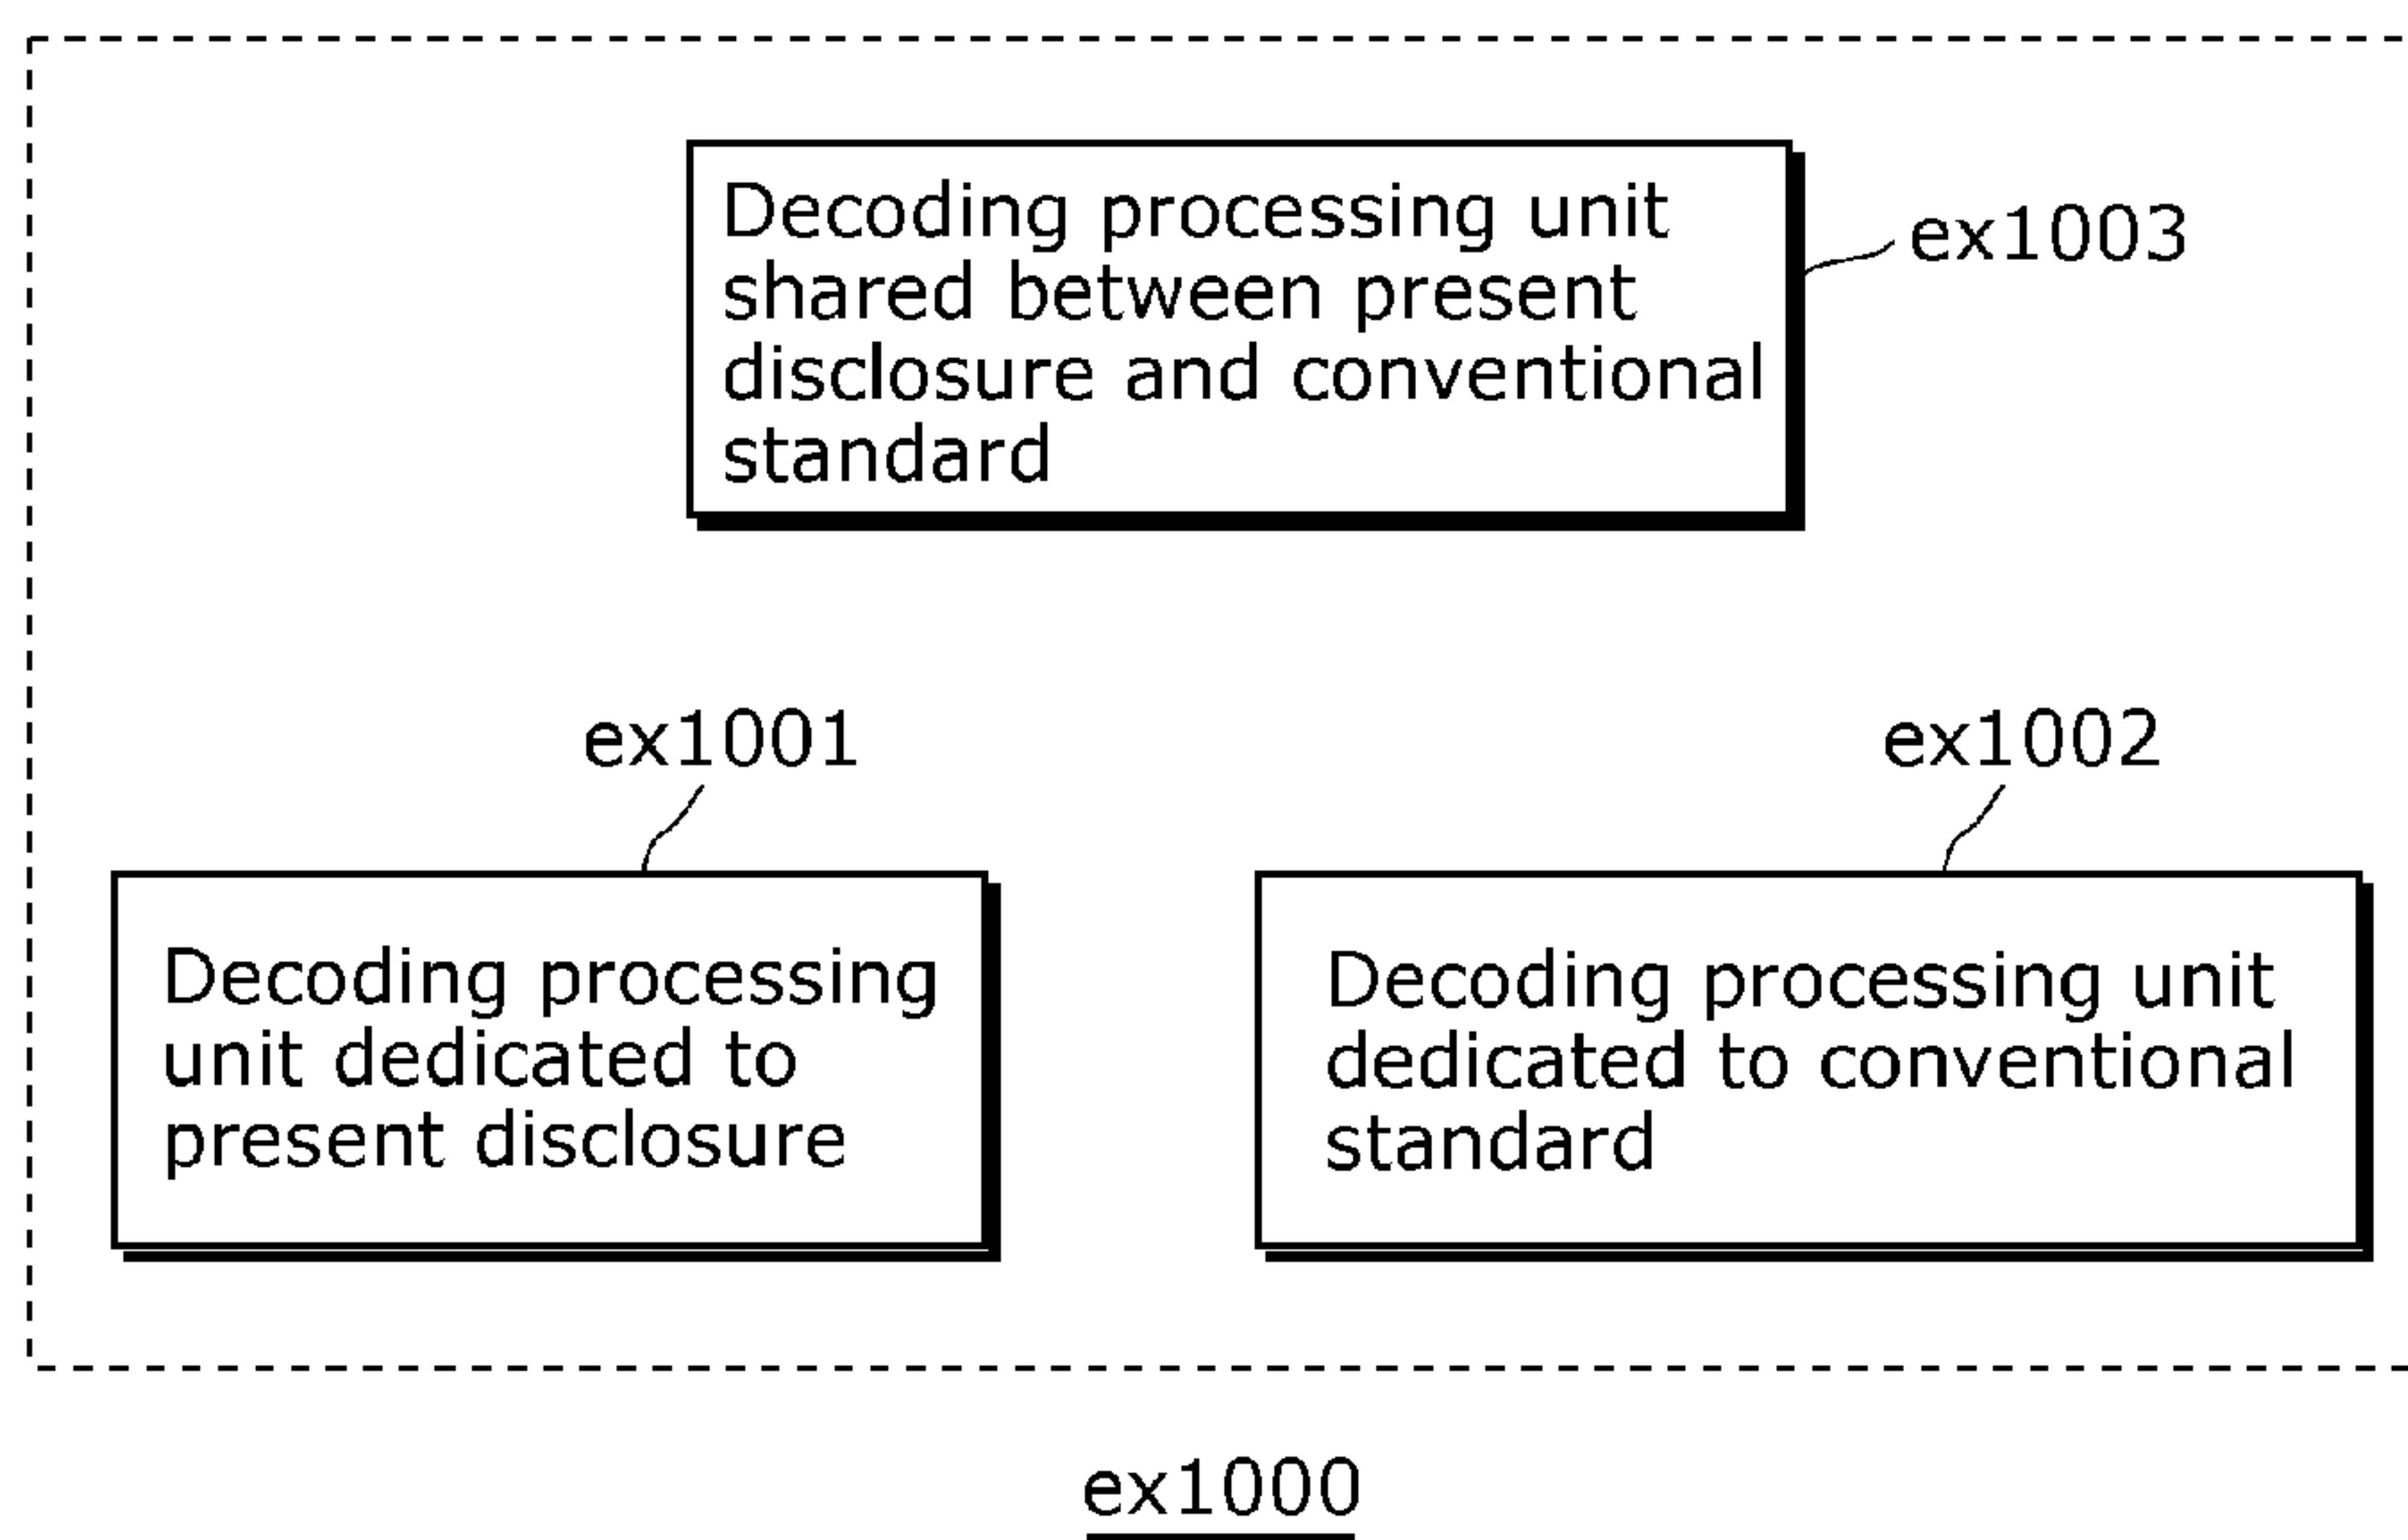 Decoding processing unit
shared between present
disclosure and conventional
standard
ex1003
ex1001
ex1002
Decoding processing
unit dedicated to
present disclosure
Decoding processing unit
dedicated to conventional
standard
ex1000